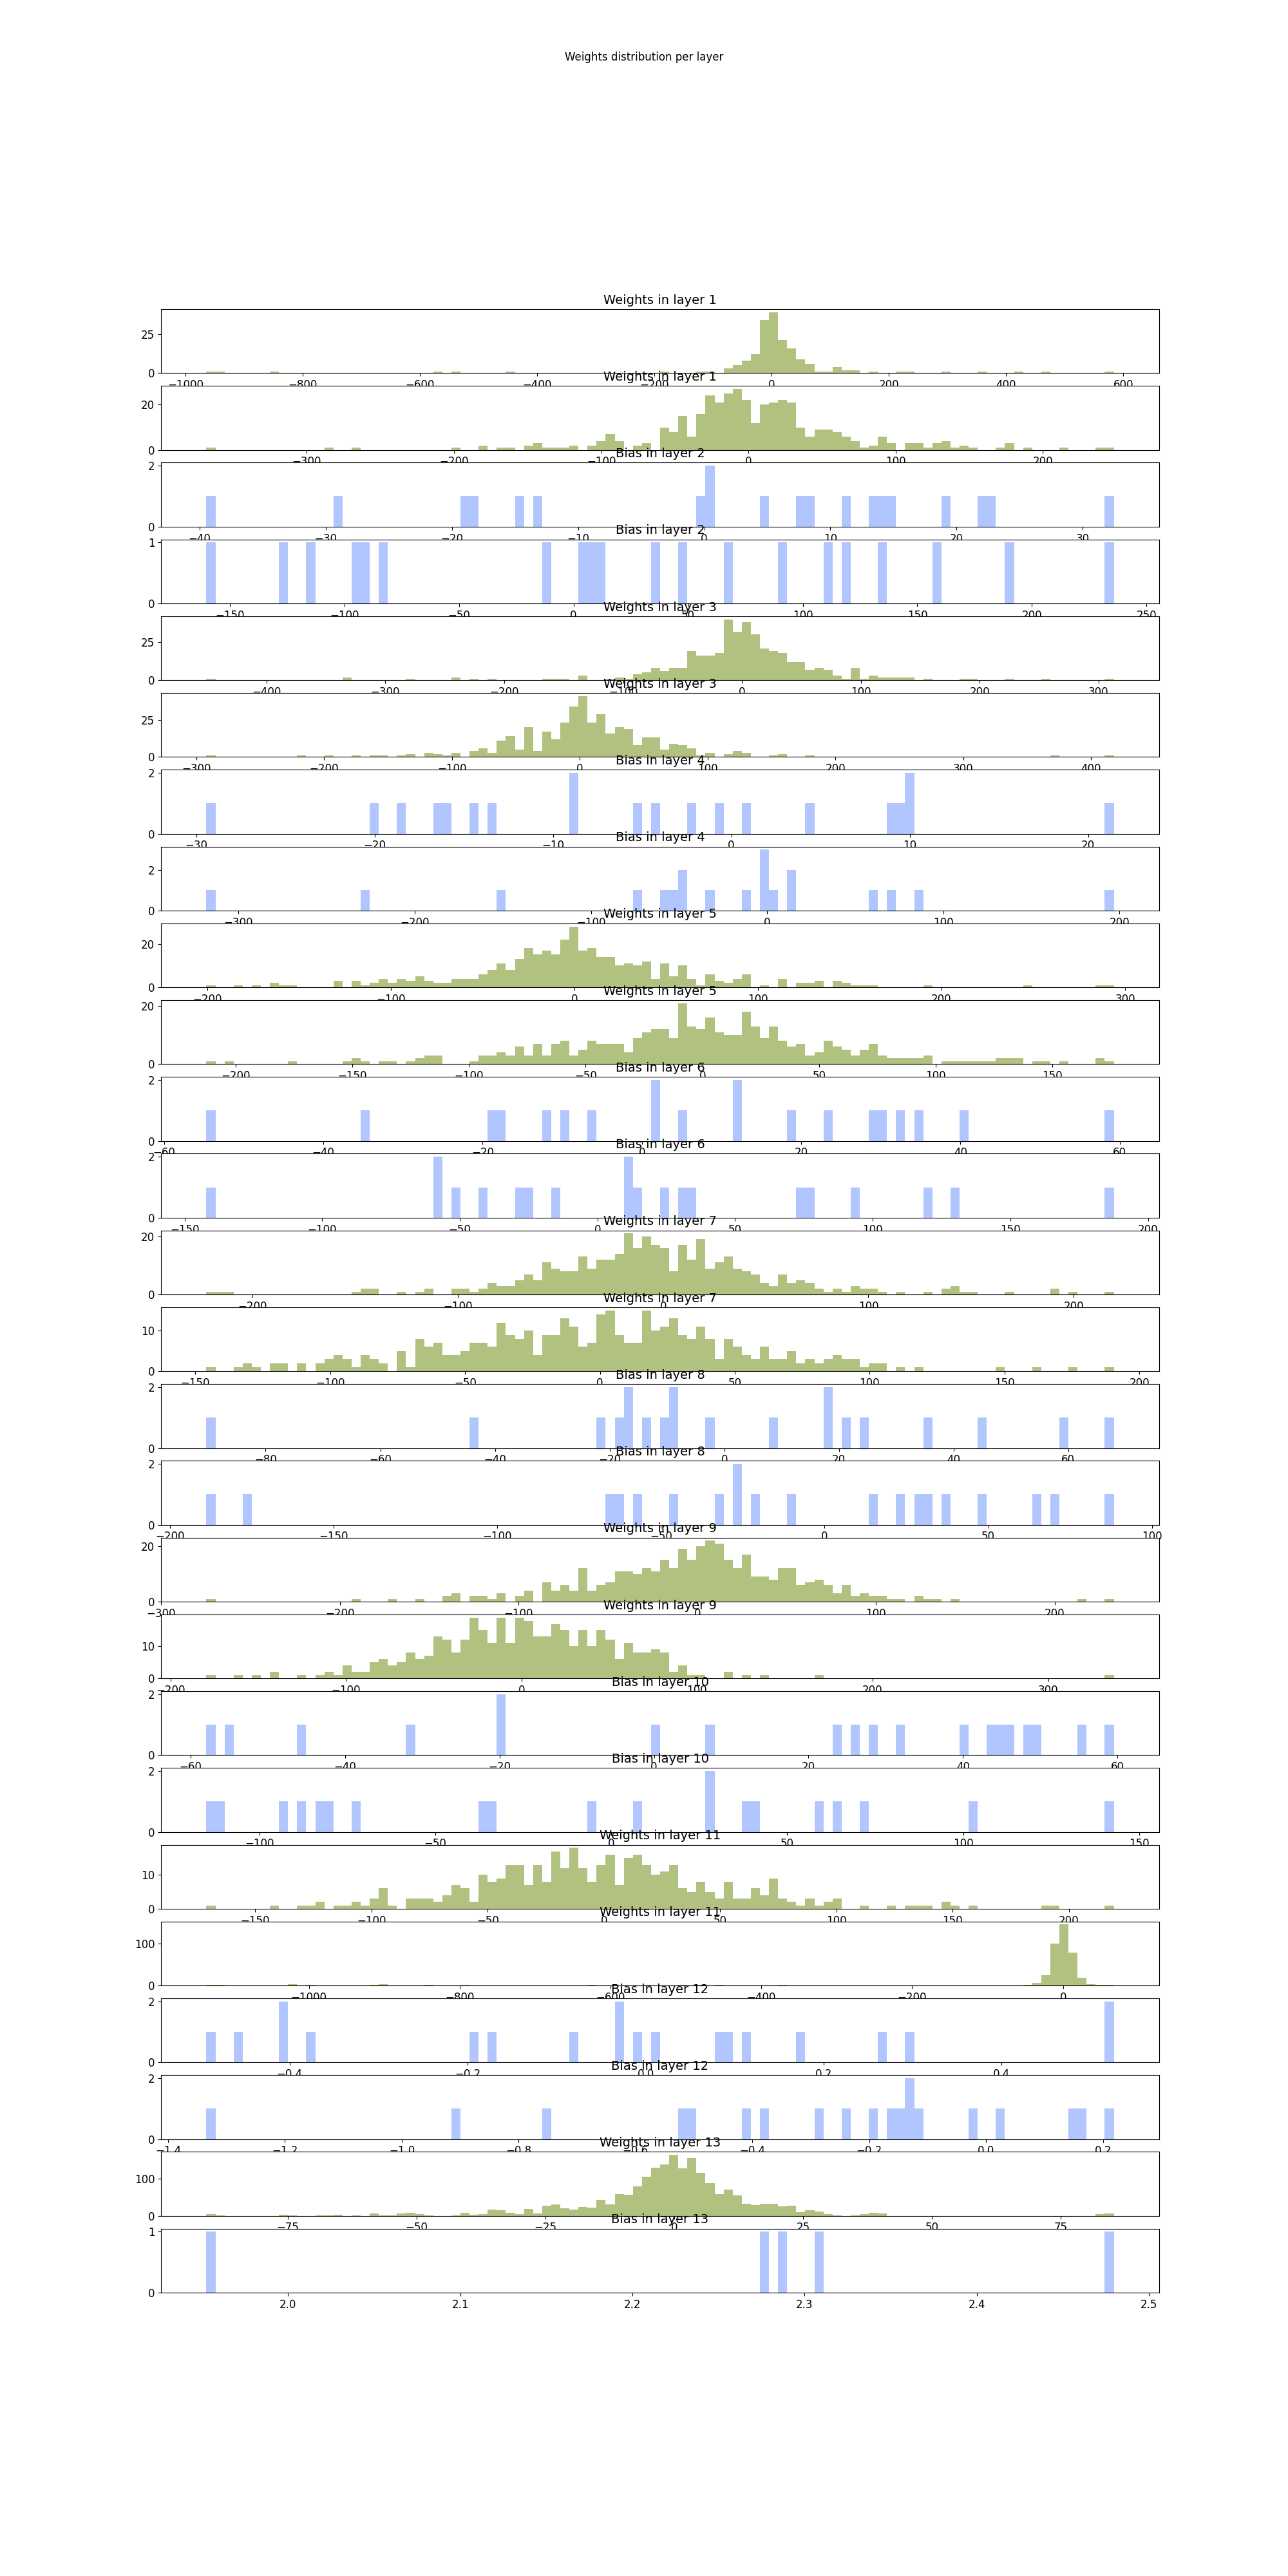 Weights distribution per layer
Weights in layer 1
25
0
−1000 −800 −600 −400 −200 0 200 400 600
Weights in layer 1
20
0
−300 −200 −100 0 100 200
Bias in layer 2
2
0
−40 −30 −20 −10 0 10 20 30
Bias in layer 2
1
0
−150 −100 −50 0 50 100 150 200 250
Weights in layer 3
25
0
−400 −300 −200 −100 0 100 200 300
Weights in layer 3
25
0
−300 −200 −100 0 100 200 300 400
Bias in layer 4
2
0
−30 −20 −10 0 10 20
Bias in layer 4
2
0
−300 −200 −100 0 100 200
Weights in layer 5
20
0
−200 −100 0 100 200 300
Weights in layer 5
20
0
−200 −150 −100 −50 0 50 100 150
Bias in layer 6
2
0
−60 −40 −20 0 20 40 60
Bias in layer 6
2
0
−150 −100 −50 0 50 100 150 200
Weights in layer 7
20
0
−200 −100 0 100 200
Weights in layer 7
10
0
−150 −100 −50 0 50 100 150 200
Bias in layer 8
2
0
−80 −60 −40 −20 0 20 40 60
Bias in layer 8
2
0
−200 −150 −100 −50 0 50 100
Weights in layer 9
20
0
−300 −200 −100 0 100 200
Weights in layer 9
10
0
−200 −100 0 100 200 300
Bias in layer 10
2
0
−60 −40 −20 0 20 40 60
Bias in layer 10
2
0
−100 −50 0 50 100 150
Weights in layer 11
10
0
−150 −100 −50 0 50 100 150 200
Weights in layer 11
100
0
−1000 −800 −600 −400 −200 0
Bias in layer 12
2
0
−0.4 −0.2 0.0 0.2 0.4
Bias in layer 12
2
0
−1.4 −1.2 −1.0 −0.8 −0.6 −0.4 −0.2 0.0 0.2
Weights in layer 13
100
0
−75 −50 −25 0 25 50 75
Bias in layer 13
1
0
2.0 2.1 2.2 2.3 2.4 2.5